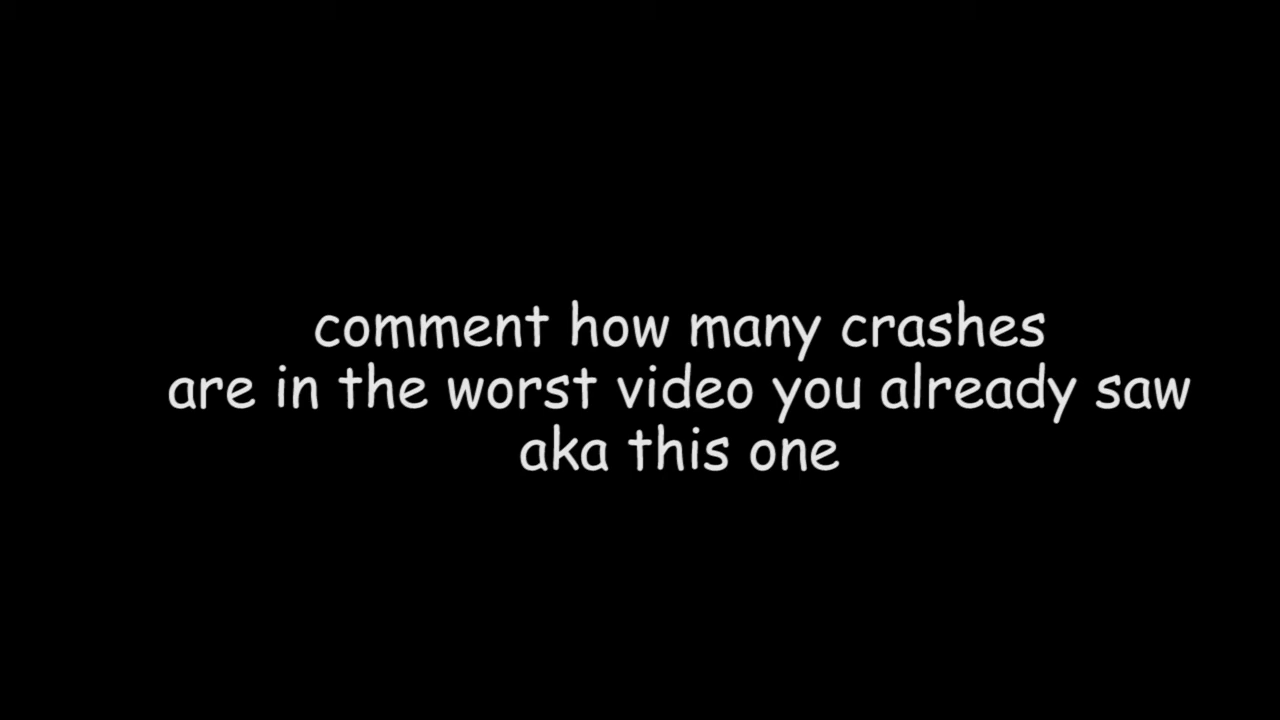 comment how many crashes
are in the worst video you already saw
aka this one